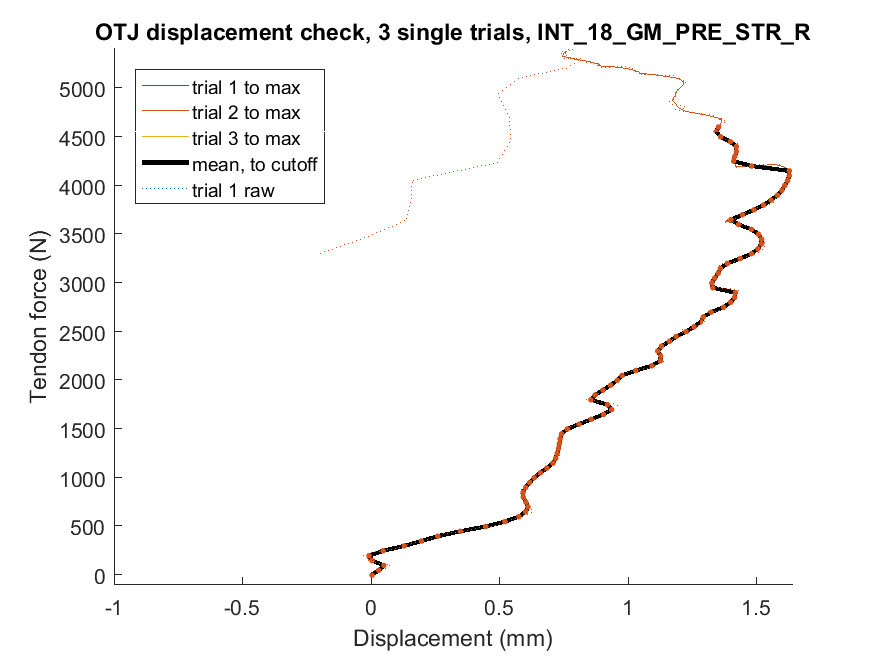 OTJ displacement check, 3 single trials, INT_18_GM_PRE_STR_R
trial 1 to max
trial 2 to max
trial 3 to max
mean, to cutoff
trial 1 raw
Tendon force (N)
5000
4500
4000
3500
3000
2500
2000
1500
1000
500
0
-1
-0.5
0
0.5
1
1.5
Displacement (mm)